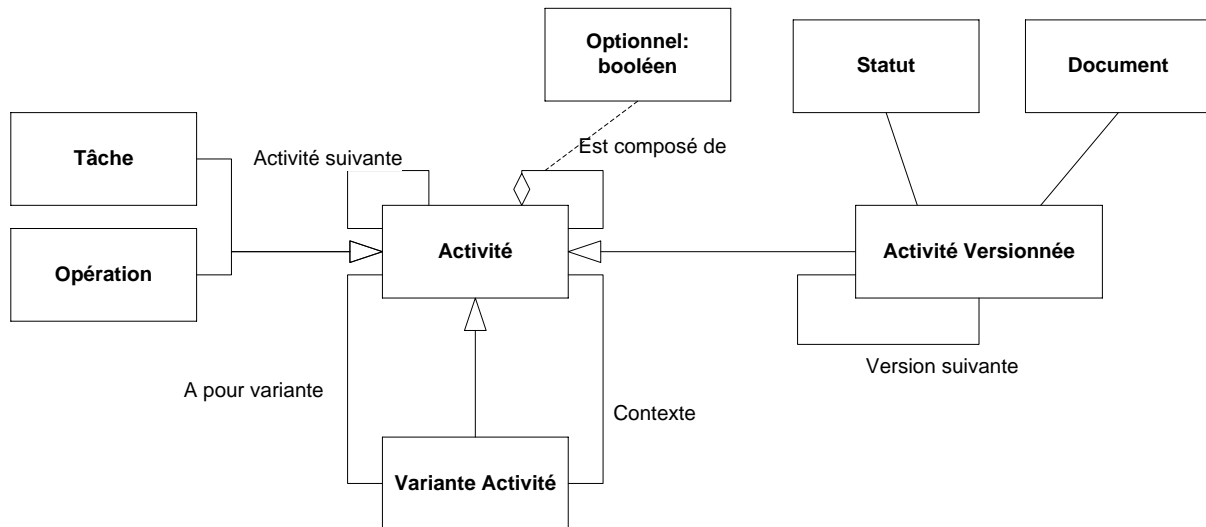 Optionnel:
booléen
Statut
Document
Tâche
Activité suivante
Est composé de
Opération
Activité
Activité Versionnée
A pour variante
Contexte
Version suivante
Variante Activité